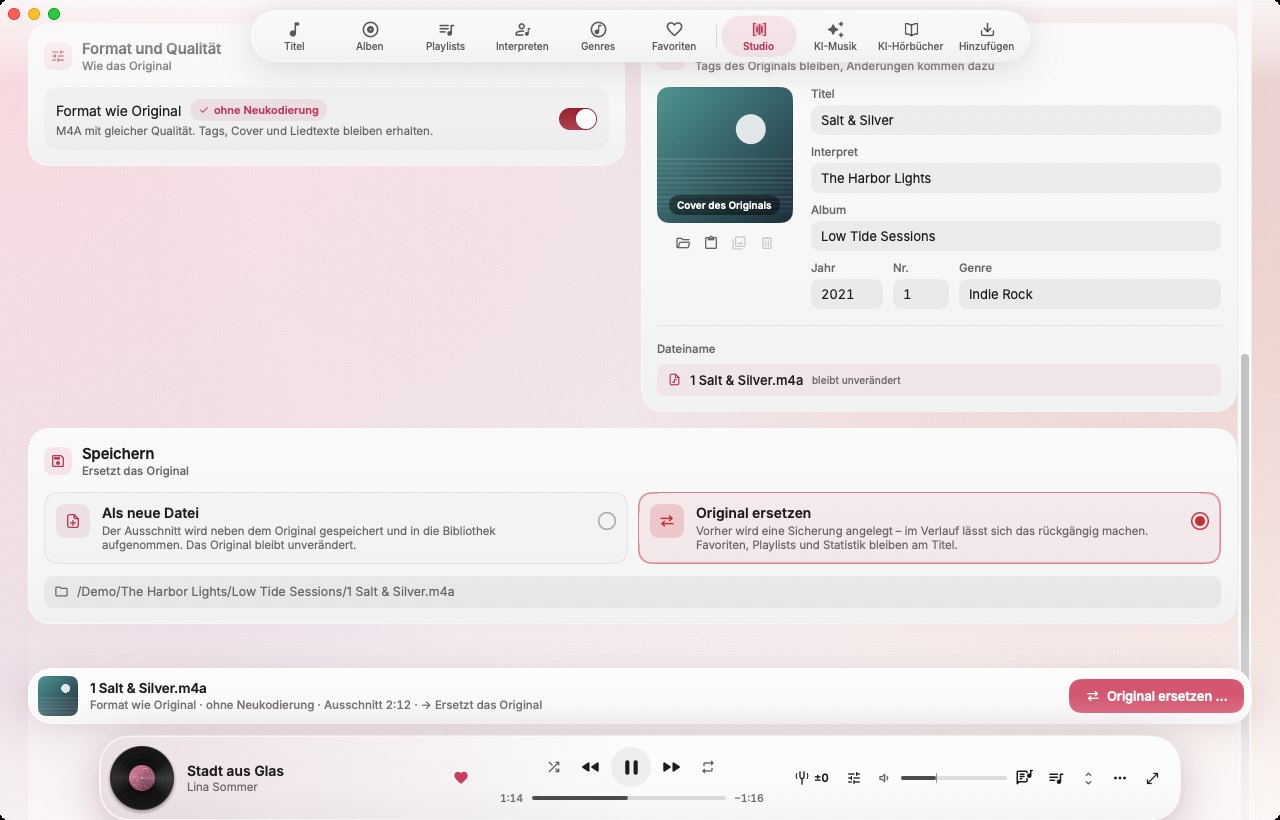 Titel
Alben
Playlists
Interpreten
Genres
Favoriten
Studio
KI-Musik
KI-Hörbücher
Hinzufügen
Format und Qualität
Wie das Original
Format wie Original
ohne Neukodierung
M4A mit gleicher Qualität. Tags, Cover und Liedtexte bleiben erhalten.
Tags des Originals bleiben, Änderungen kommen dazu
Cover des Originals
Titel
Salt & Silver
Interpret
The Harbor Lights
Album
Low Tide Sessions
Jahr
Nr.
Genre
2021
1
Indie Rock
Dateiname
1 Salt & Silver.m4a bleibt unverändert
Speichern
Ersetzt das Original
Als neue Datei
Der Ausschnitt wird neben dem Original gespeichert und in die Bibliothek
aufgenommen. Das Original bleibt unverändert.
Original ersetzen
Vorher wird eine Sicherung angelegt – im Verlauf lässt sich das rückgängig machen.
Favoriten, Playlists und Statistik bleiben am Titel.
/Demo/The Harbor Lights/Low Tide Sessions/1 Salt & Silver.m4a
1 Salt & Silver.m4a
Format wie Original · ohne Neukodierung · Ausschnitt 2:12 · → Ersetzt das Original
Original ersetzen ...
Stadt aus Glas
Lina Sommer
1:14
−1:16
±0